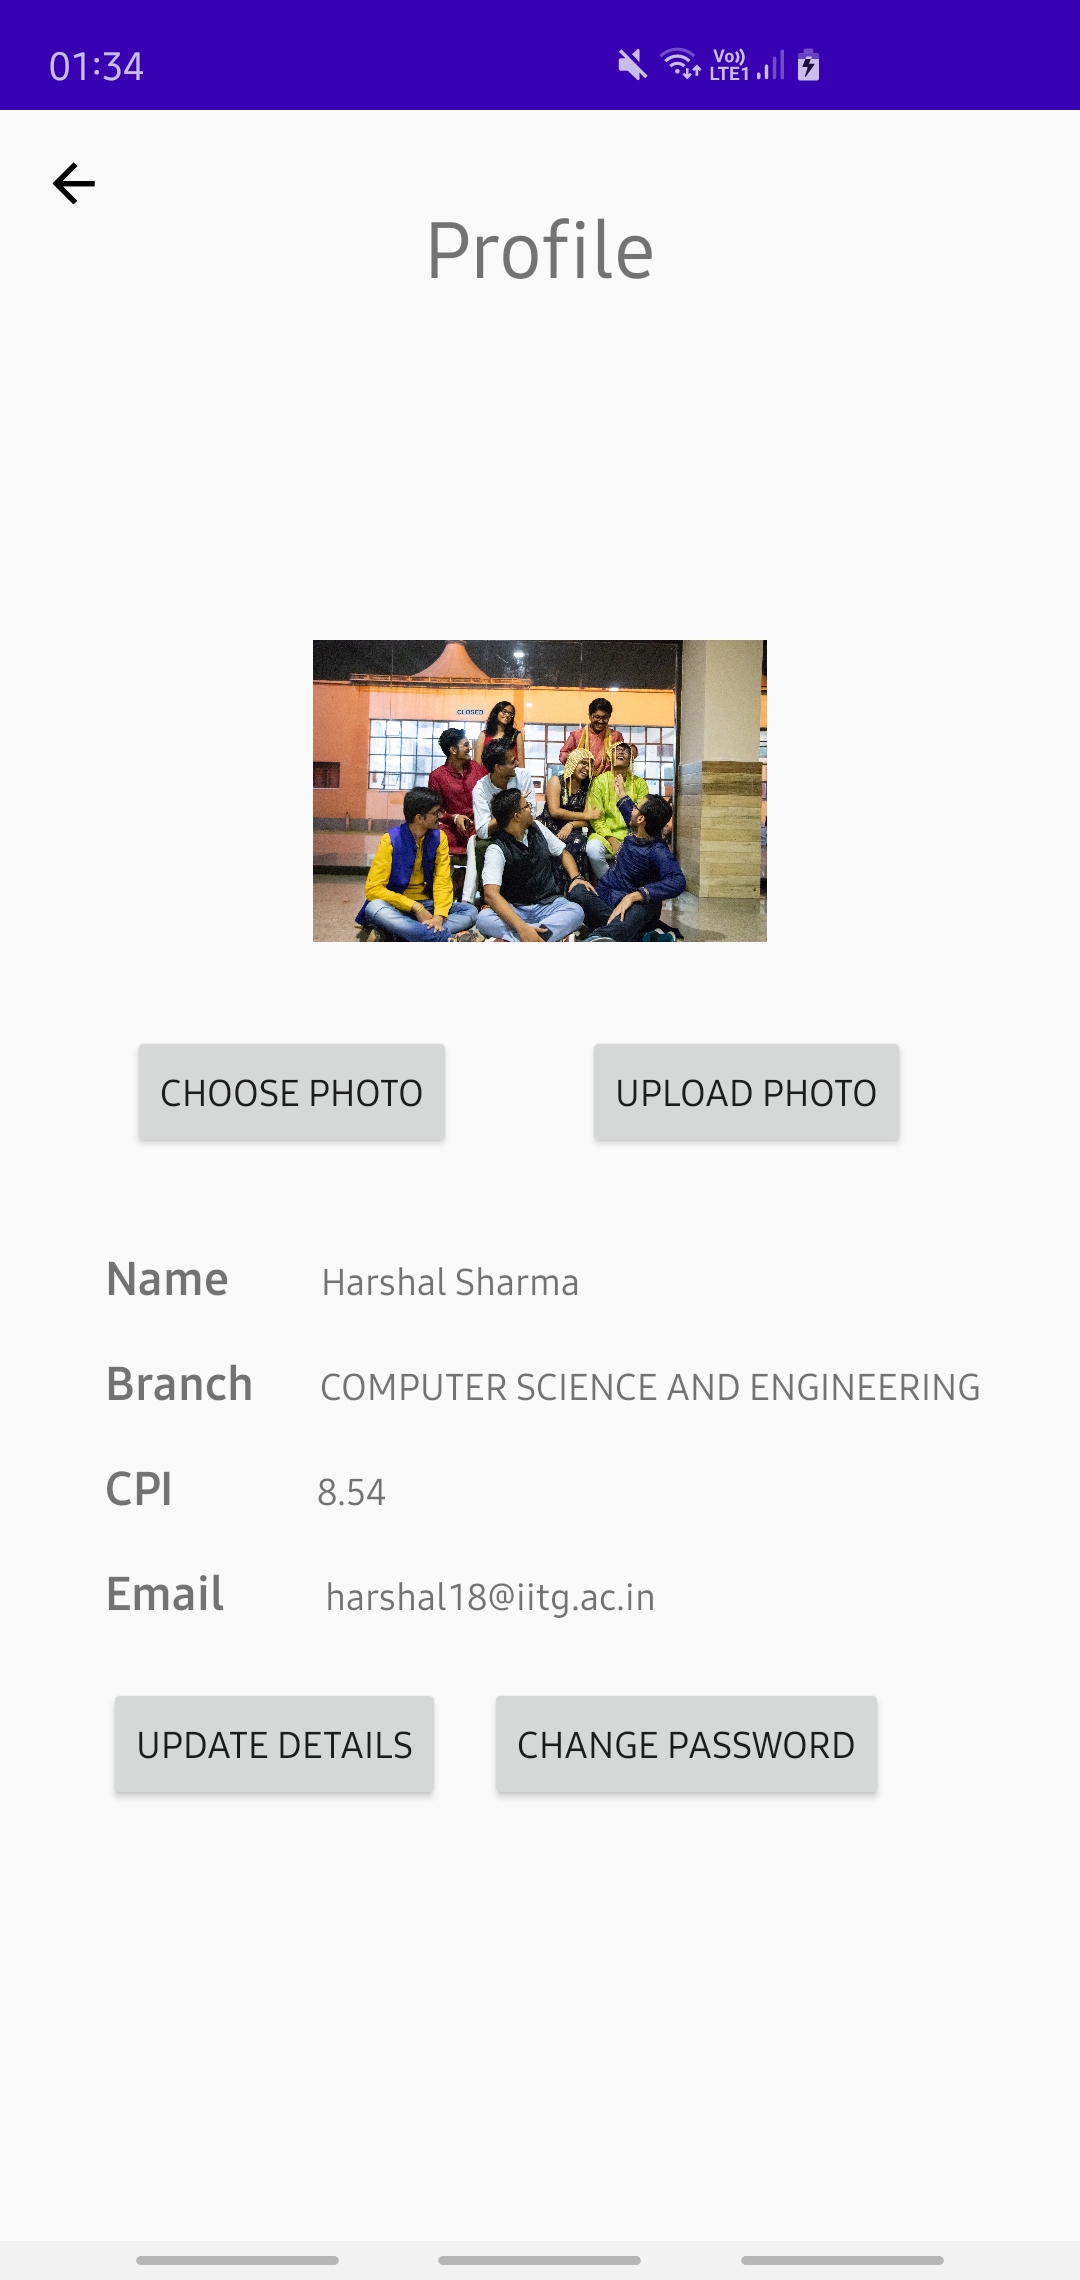 01:34
Vo))
LTE1
Profile
CLOSED
CHOOSE PHOTO
UPLOAD PHOTO
Name
Harshal Sharma
Branch
COMPUTER SCIENCE AND ENGINEERING
CPI
8.54
Email
harshal18@iitg.ac.in
UPDATE DETAILS
CHANGE PASSWORD